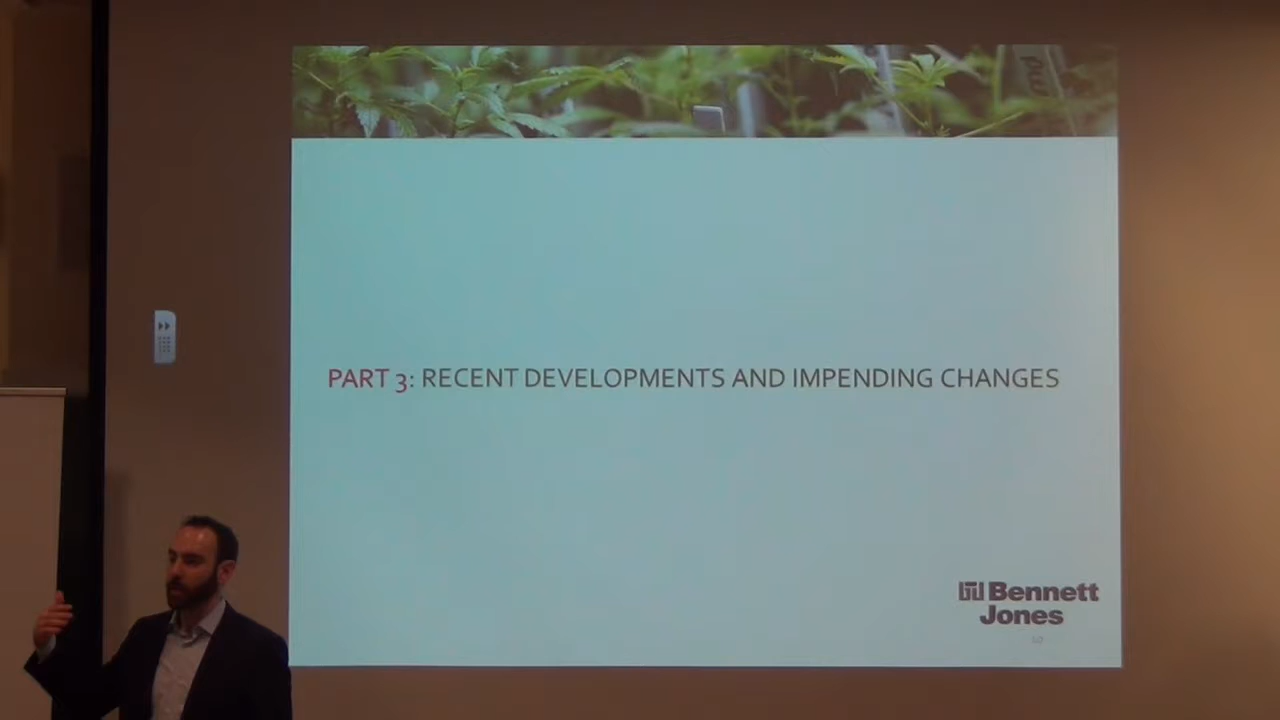 PART 3: RECENT DEVELOPMENTS AND IMPENDING CHANGES
Bennett
Jones